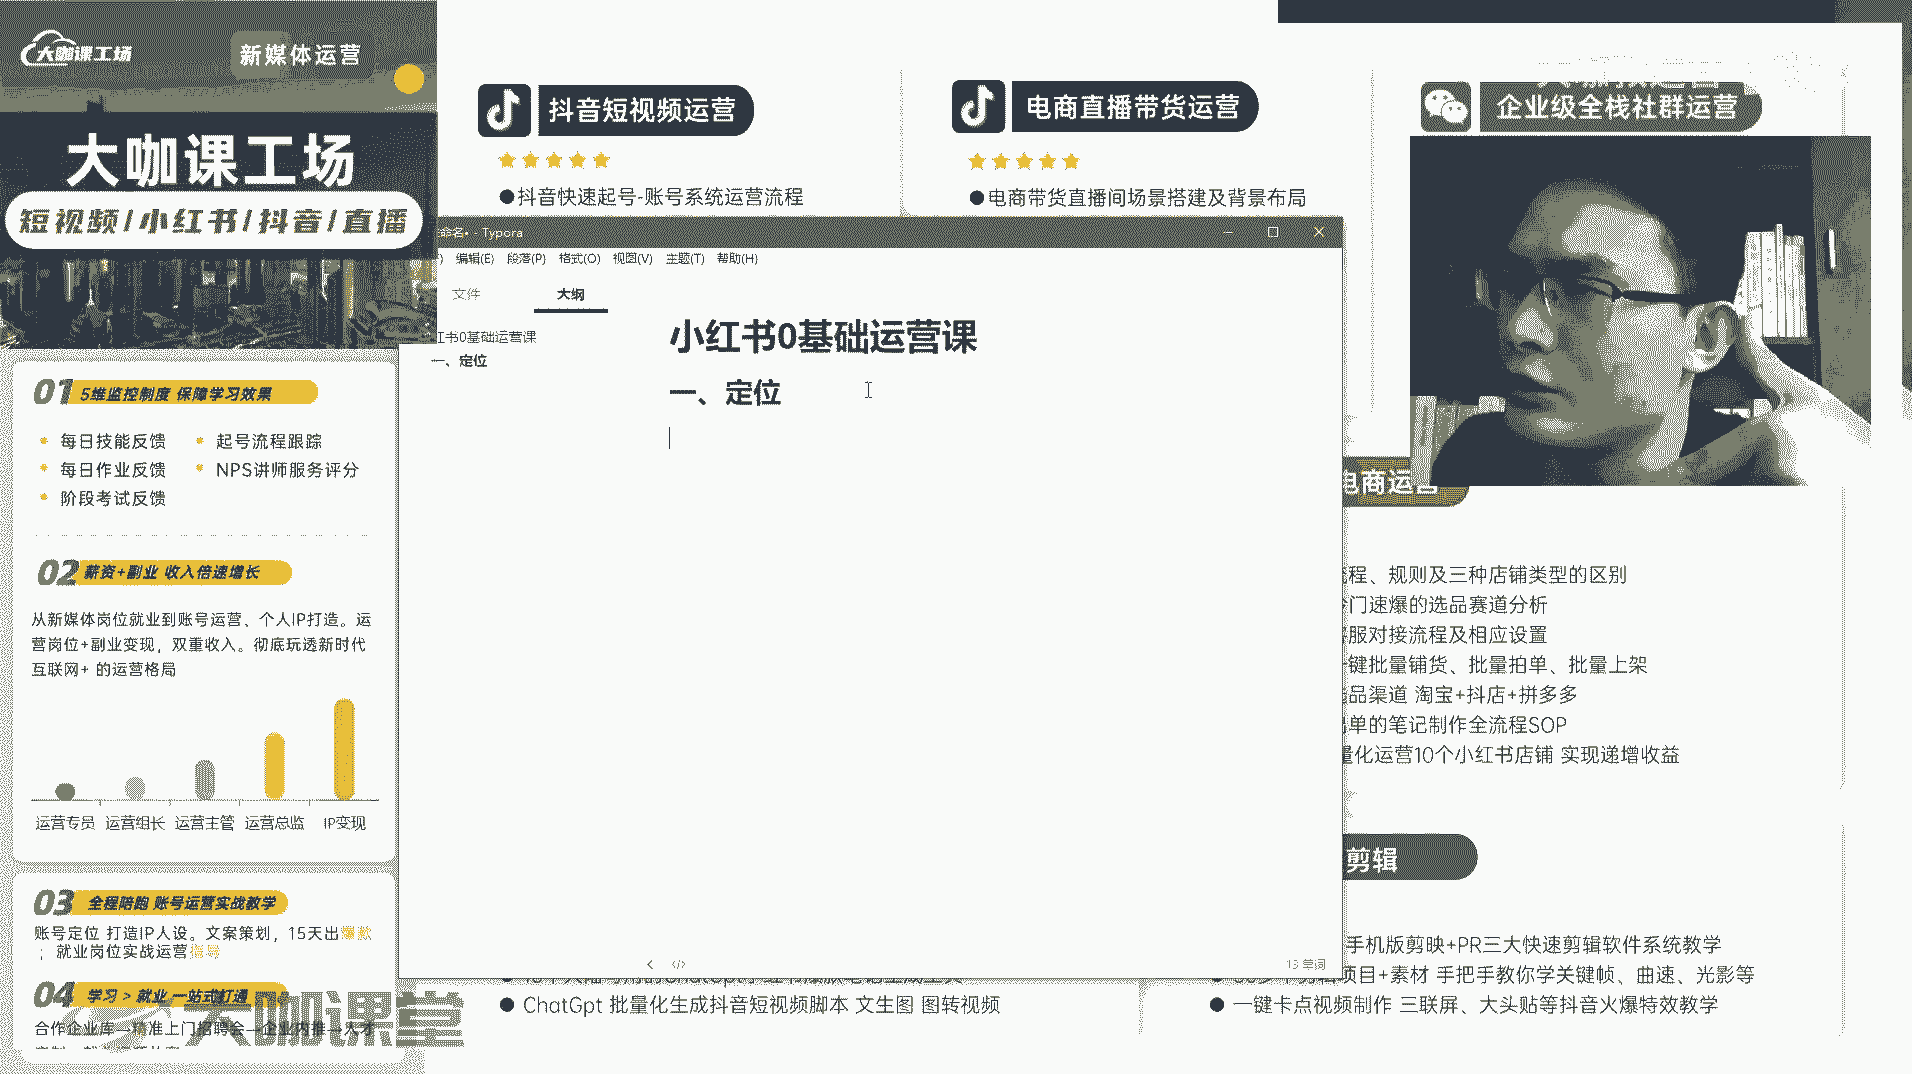 大咖课工场
新媒体运营
大咖课工场
短视频/小红书/抖音/直播
01 5维监控制度 保障学习效果
每日技能反馈
起号流程跟踪
每日作业反馈
NPS讲师服务评分
阶段考试反馈
02 薪资+副业 收入倍速增长
从新媒体岗位就业到账号运营、个人IP打造。运
营岗位+副业变现，双重收入。彻底玩透新时代
互联网+ 的运营格局
运营专员 运营组长 运营主管 运营总监 IP变现
03 全程陪跑 账号运营实战教学
账号定位 打造IP人设。文案策划，15天出爆款
；就业岗位实战运营指导
04 学习 > 就业 一站式打通
合作企业库—精准上门招聘会—企业内推—人才
大咖课堂
抖音短视频运营
●抖音快速起号-账号系统运营流程
电商直播带货运营
●电商带货直播间场景搭建及背景布局
企业级全栈社群运营
命名• - Typora
编辑(E) 段落(P) 格式(O) 视图(V) 主题(T) 帮助(H)
文件 大纲
红书0基础运营课
一、定位
小红书0基础运营课
一、定位
13 单词
电商运营
程、规则及三种店铺类型的区别
门速爆的选品赛道分析
服对接流程及相应设置
键批量铺货、批量拍单、批量上架
品渠道 淘宝+抖店+拼多多
单的笔记制作全流程SOP
量化运营10个小红书店铺 实现递增收益
剪辑
手机版剪映+PR三大快速剪辑软件系统教学
项目+素材 手把手教你学关键帧、曲速、光影等
● 一键卡点视频制作 三联屏、大头贴等抖音火爆特效教学
● ChatGpt 批量化生成抖音短视频脚本 文生图 图转视频